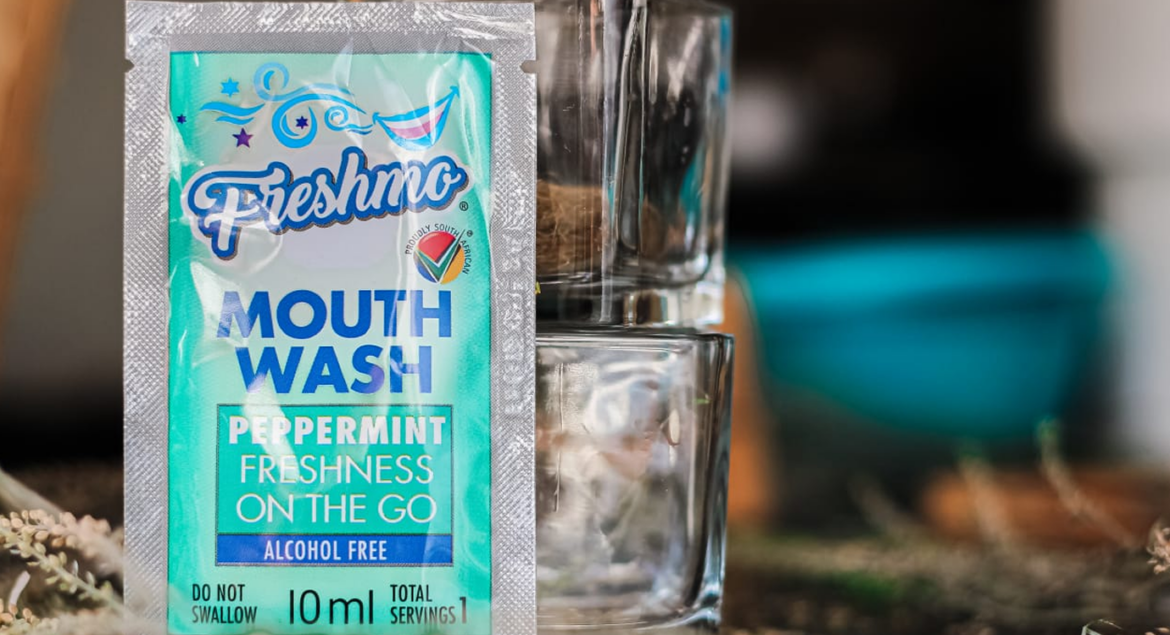 Freshmo®
PROUDLY SOUTH AFRICAN®
MOUTH
WASH
PEPPERMINT
FRESHNESS
ON THE GO
ALCOHOL FREE
DO NOT
SWALLOW
10ml
TOTAL
SERVINGS 1